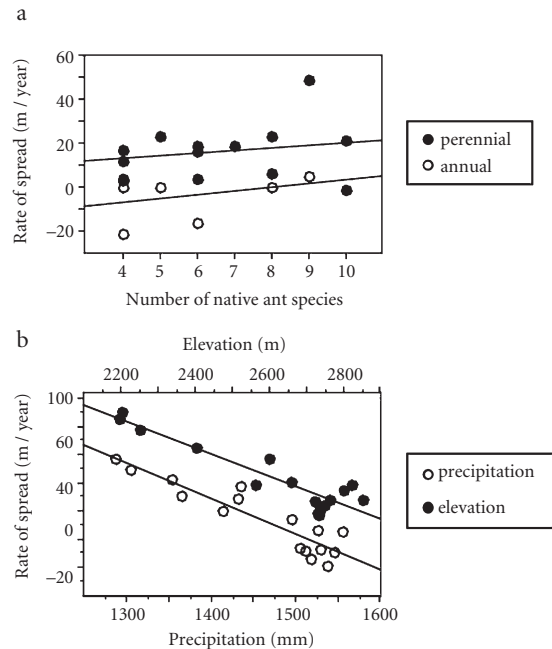 a
Rate of spread (m / year)
60
40
20
0
−20
4 5 6 7 8 9 10
Number of native ant species
perennial
annual
b
Elevation (m)
2200 2400 2600 2800
Rate of spread (m / year)
100
60
40
0
−20
1300 1400 1500 1600
Precipitation (mm)
precipitation
elevation